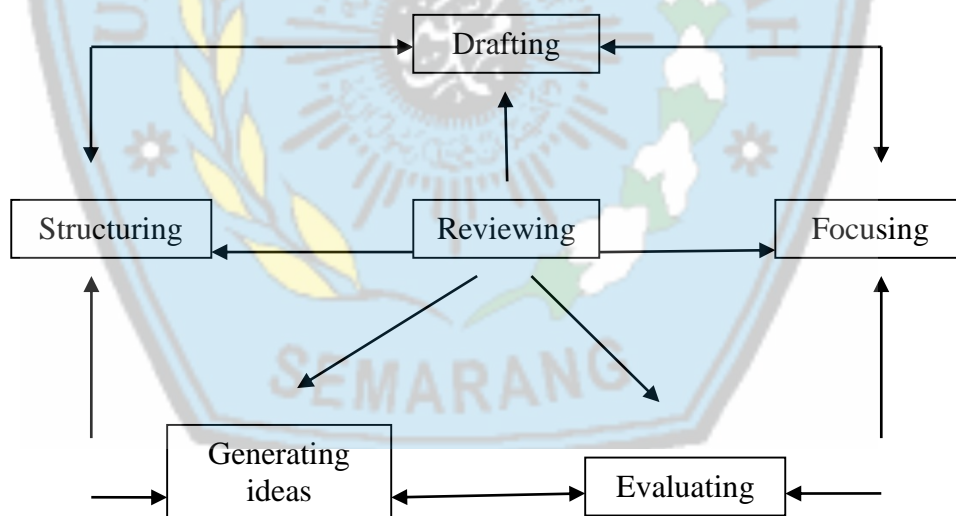 Drafting
Structuring
Reviewing
Focusing
SEMARANG
Generating
ideas
Evaluating